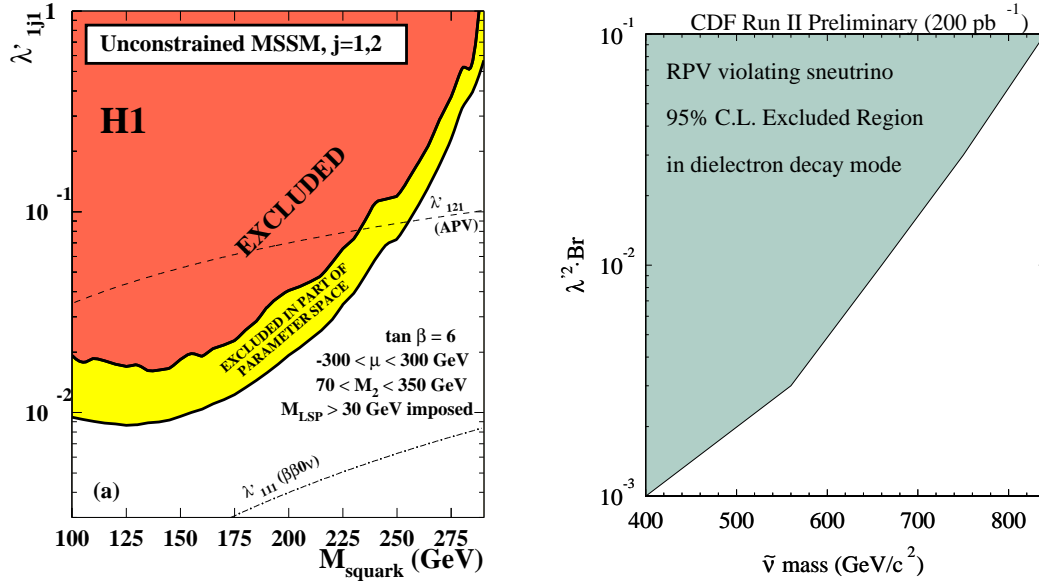 λ'1j1
1
10-1
10-2
Unconstrained MSSM, j=1,2
H1
EXCLUDED
λ'121
(APV)
EXCLUDED IN PART OF
PARAMETER SPACE
tan β = 6
-300 < μ < 300 GeV
70 < M2 < 350 GeV
MLSP > 30 GeV imposed
λ'111 (ββ0ν)
(a)
100 125 150 175 200 225 250 275
Msquark (GeV)
CDF Run II Preliminary (200 pb-1)
10-1
10-2
10-3
λ'2·Br
RPV violating sneutrino
95% C.L. Excluded Region
in dielectron decay mode
400 500 600 700 800
ν̃ mass (GeV/c2)